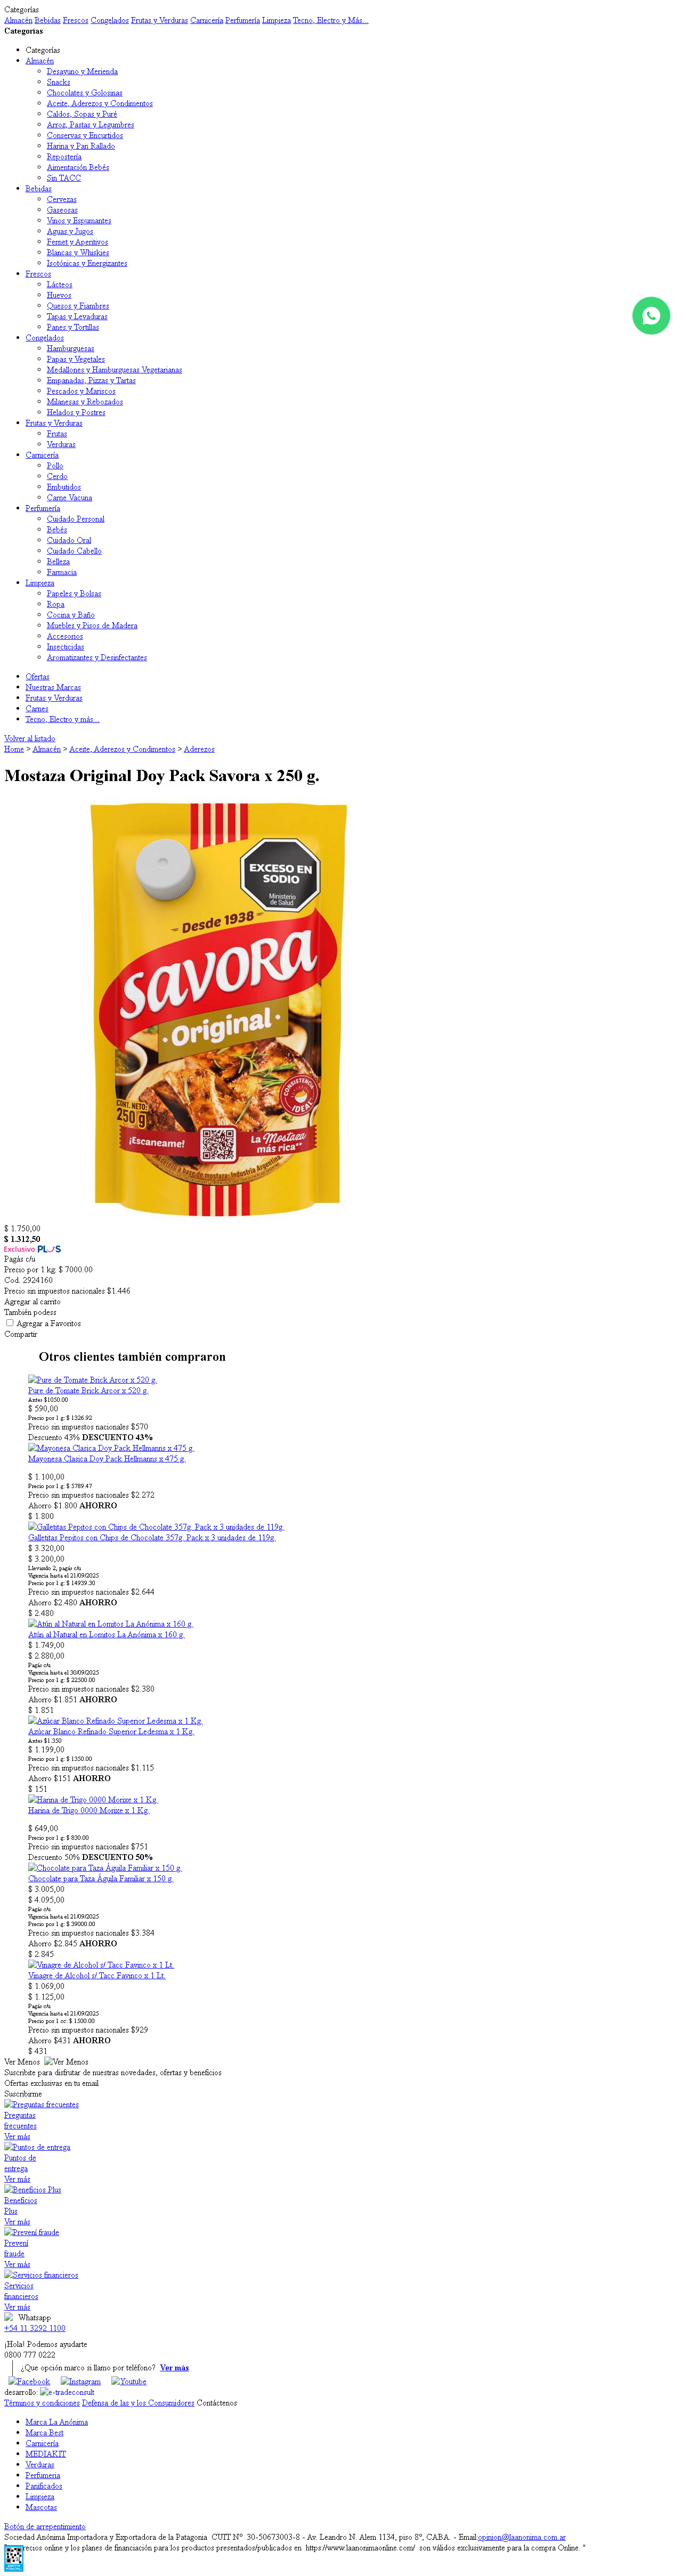 Categorías
Almacén Bebidas Frescos Congelados Frutas y Verduras Carnicería Perfumería Limpieza Tecno, Electro y Más...
Categorias
Categorías
Almacén
Desayuno y Merienda
Snacks
Chocolates y Golosinas
Aceite, Aderezos y Condimentos
Caldos, Sopas y Puré
Arroz, Pastas y Legumbres
Conservas y Encurtidos
Harina y Pan Rallado
Repostería
Aimentación Bebés
Sin TACC
Bebidas
Cervezas
Gaseosas
Vinos y Espumantes
Aguas y Jugos
Fernet y Aperitivos
Blancas y Whiskies
Isotónicas y Energizantes
Frescos
Lácteos
Huevos
Quesos y Fiambres
Tapas y Levaduras
Panes y Tortillas
Congelados
Hamburguesas
Papas y Vegetales
Medallones y Hamburguesas Vegetarianas
Empanadas, Pizzas y Tartas
Pescados y Mariscos
Milanesas y Rebozados
Helados y Postres
Frutas y Verduras
Frutas
Verduras
Carnicería
Pollo
Cerdo
Embutidos
Carne Vacuna
Perfumería
Cuidado Personal
Bebés
Cuidado Oral
Cuidado Cabello
Belleza
Farmacia
Limpieza
Papeles y Bolsas
Ropa
Cocina y Baño
Muebles y Pisos de Madera
Accesorios
Insecticidas
Aromatizantes y Desinfectantes
Ofertas
Nuestras Marcas
Frutas y Verduras
Carnes
Tecno, Electro y más...
Volver al listado
Home > Almacén > Aceite, Aderezos y Condimentos > Aderezos
Mostaza Original Doy Pack Savora x 250 g.
EXCESO EN
SODIO
Ministerio
de Salud
Desde 1938
savora
Original
CONSISTENCIA
IDEAL
CONT. NETO:
250 g
¡Escaneame!
La Mostaza
más rica
$ 1.750,00
$ 1.312,50
Exclusivo PLUS
Pagás c/u
Precio por 1 kg: $ 7000.00
Cod. 2924160
Precio sin impuestos nacionales $1.446
Agregar al carrito
También podess
Agregar a Favoritos
Compartir
Otros clientes también compraron
Pure de Tomate Brick Arcor x 520 g.
Pure de Tomate Brick Arcor x 520 g.
Antes $1050.00
$ 590,00
Precio por 1 g: $ 1326.92
Precio sin impuestos nacionales $570
Descuento 43% DESCUENTO 43%
Mayonesa Clasica Doy Pack Hellmanns x 475 g.
Mayonesa Clasica Doy Pack Hellmanns x 475 g.
$ 1.100,00
Precio por 1 g: $ 5789.47
Precio sin impuestos nacionales $2.272
Ahorro $1.800 AHORRO
$ 1.800
Galletitas Pepitos con Chips de Chocolate 357g. Pack x 3 unidades de 119g.
Galletitas Pepitos con Chips de Chocolate 357g. Pack x 3 unidades de 119g.
$ 3.320,00
$ 3.200,00
Llevando 2, pagás c/u
Vigencia hasta el 21/09/2025
Precio por 1 g: $ 14939.30
Precio sin impuestos nacionales $2.644
Ahorro $2.480 AHORRO
$ 2.480
Atún al Natural en Lomitos La Anónima x 160 g.
Atún al Natural en Lomitos La Anónima x 160 g.
$ 1.749,00
$ 2.880,00
Pagás c/u
Vigencia hasta el 30/09/2025
Precio por 1 g: $ 22500.00
Precio sin impuestos nacionales $2.380
Ahorro $1.851 AHORRO
$ 1.851
Azúcar Blanco Refinado Superior Ledesma x 1 Kg.
Azúcar Blanco Refinado Superior Ledesma x 1 Kg.
Antes $1.350
$ 1.199,00
Precio por 1 g: $ 1350.00
Precio sin impuestos nacionales $1.115
Ahorro $151 AHORRO
$ 151
Harina de Trigo 0000 Morixe x 1 Kg.
Harina de Trigo 0000 Morixe x 1 Kg.
$ 649,00
Precio por 1 g: $ 830.00
Precio sin impuestos nacionales $751
Descuento 50% DESCUENTO 50%
Chocolate para Taza Águila Familiar x 150 g.
Chocolate para Taza Águila Familiar x 150 g.
$ 3.005,00
$ 4.095,00
Pagás c/u
Vigencia hasta el 21/09/2025
Precio por 1 g: $ 39000.00
Precio sin impuestos nacionales $3.384
Ahorro $2.845 AHORRO
$ 2.845
Vinagre de Alcohol s/ Tacc Favinco x 1 Lt.
Vinagre de Alcohol s/ Tacc Favinco x 1 Lt.
$ 1.069,00
$ 1.125,00
Pagás c/u
Vigencia hasta el 21/09/2025
Precio por 1 cc: $ 1500.00
Precio sin impuestos nacionales $929
Ahorro $431 AHORRO
$ 431
Ver Menos Ver Menos
Suscribite para disfrutar de nuestras novedades, ofertas y beneficios
Ofertas exclusivas en tu email
Suscribirme
Preguntas frecuentes
Preguntas
frecuentes
Ver más
Puntos de entrega
Puntos de
entrega
Ver más
Beneficios Plus
Beneficios
Plus
Ver más
Prevení fraude
Prevení
fraude
Ver más
Servicios financieros
Servicios
financieros
Ver más
Whatsapp
+54 11 3292 1100
¡Hola! Podemos ayudarte
0800 777 0222
¿Que opción marco si llamo por teléfono? Ver más
Facebook Instagram Youtube
desarrollo: e-tradeconsult
Términos y condiciones Defensa de las y los Consumidores Contáctenos
Marca La Anónima
Marca Best
Carnicería
MEDIAKIT
Verduras
Perfumeria
Panificados
Limpieza
Mascotas
Botón de arrepentimiento
Sociedad Anónima Importadora y Exportadora de la Patagonia CUIT Nº 30-50673003-8 - Av. Leandro N. Alem 1134, piso 8º, CABA. - Email:opinion@laanonima.com.ar
recios online y los planes de financiación para los productos presentados/publicados en https://www.laanonimaonline.com/ son válidos exclusivamente para la compra Online. "